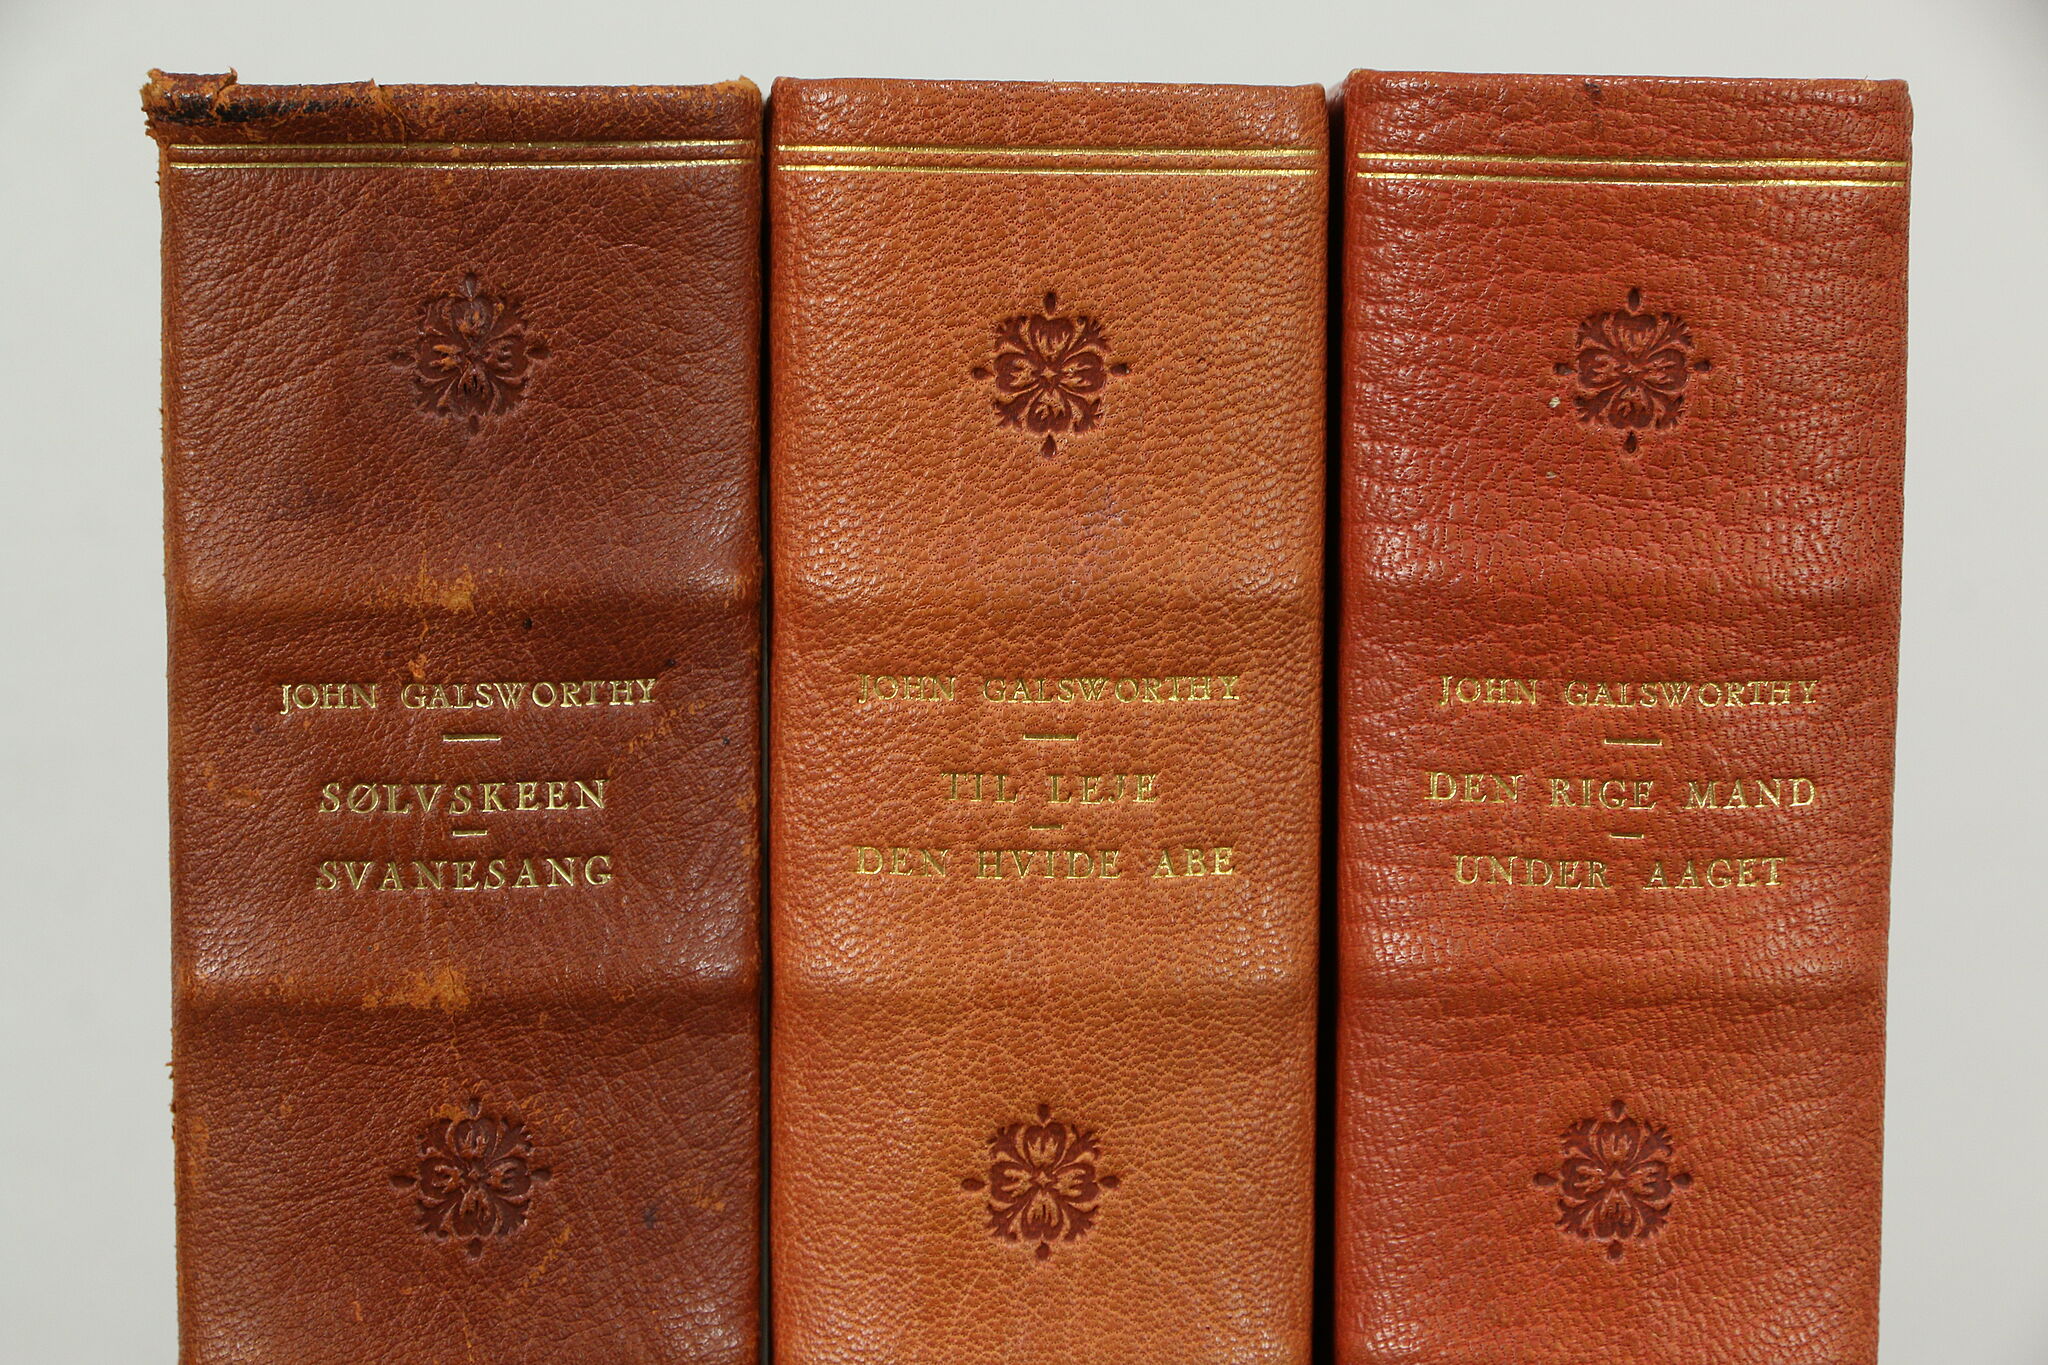 JOHN GALSWORTHY
SØLVSKEEN
SVANESANG
JOHN GALSWORTHY
TIL LEJE
DEN HVIDE ABE
JOHN GALSWORTHY
DEN RIGE MAND
UNDER AAGET